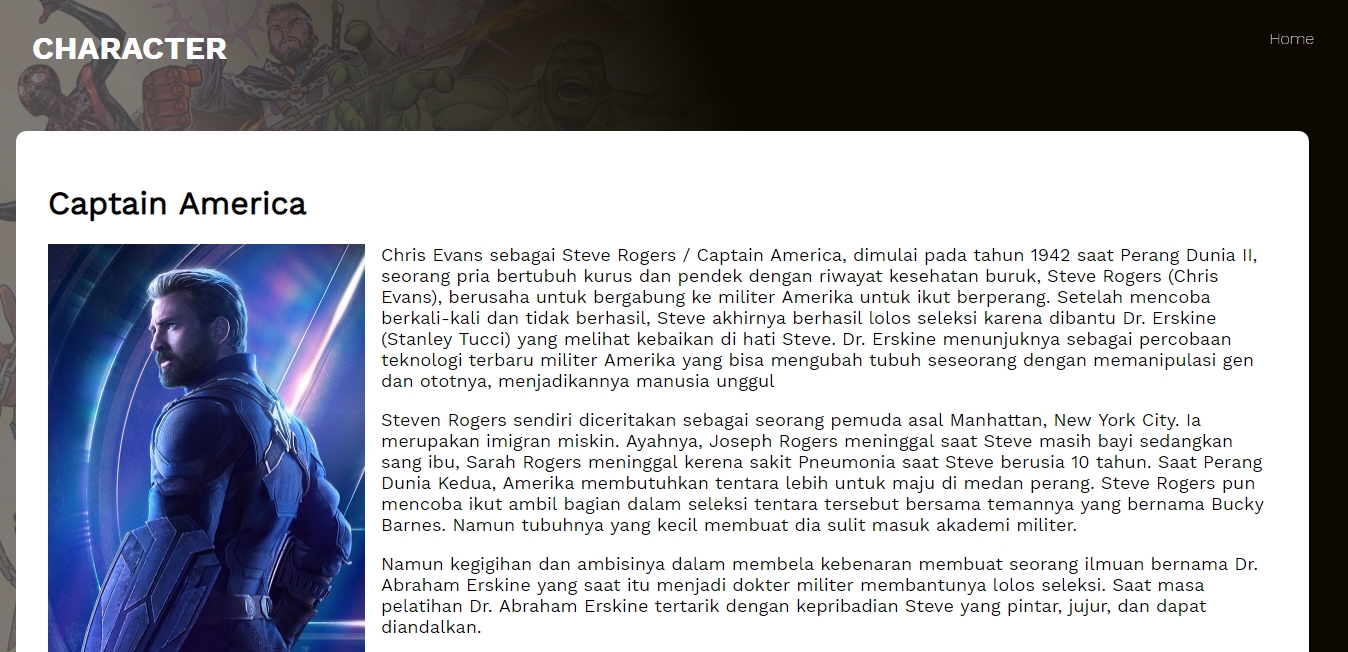 CHARACTER
Home
Captain America
Chris Evans sebagai Steve Rogers / Captain America, dimulai pada tahun 1942 saat Perang Dunia II,
seorang pria bertubuh kurus dan pendek dengan riwayat kesehatan buruk, Steve Rogers (Chris
Evans), berusaha untuk bergabung ke militer Amerika untuk ikut berperang. Setelah mencoba
berkali-kali dan tidak berhasil, Steve akhirnya berhasil lolos seleksi karena dibantu Dr. Erskine
(Stanley Tucci) yang melihat kebaikan di hati Steve. Dr. Erskine menunjuknya sebagai percobaan
teknologi terbaru militer Amerika yang bisa mengubah tubuh seseorang dengan memanipulasi gen
dan ototnya, menjadikannya manusia unggul
Steven Rogers sendiri diceritakan sebagai seorang pemuda asal Manhattan, New York City. Ia
merupakan imigran miskin. Ayahnya, Joseph Rogers meninggal saat Steve masih bayi sedangkan
sang ibu, Sarah Rogers meninggal kerena sakit Pneumonia saat Steve berusia 10 tahun. Saat Perang
Dunia Kedua, Amerika membutuhkan tentara lebih untuk maju di medan perang. Steve Rogers pun
mencoba ikut ambil bagian dalam seleksi tentara tersebut bersama temannya yang bernama Bucky
Barnes. Namun tubuhnya yang kecil membuat dia sulit masuk akademi militer.
Namun kegigihan dan ambisinya dalam membela kebenaran membuat seorang ilmuan bernama Dr.
Abraham Erskine yang saat itu menjadi dokter militer membantunya lolos seleksi. Saat masa
pelatihan Dr. Abraham Erskine tertarik dengan kepribadian Steve yang pintar, jujur, dan dapat
diandalkan.